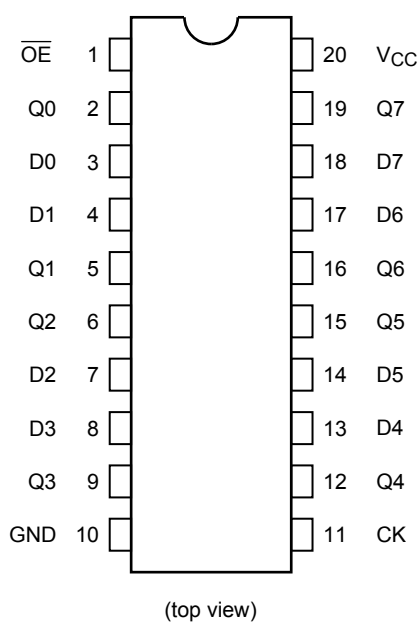 O̅E̅ 1 20 VCC
Q0 2 19 Q7
D0 3 18 D7
D1 4 17 D6
Q1 5 16 Q6
Q2 6 15 Q5
D2 7 14 D5
D3 8 13 D4
Q3 9 12 Q4
GND 10 11 CK
(top view)